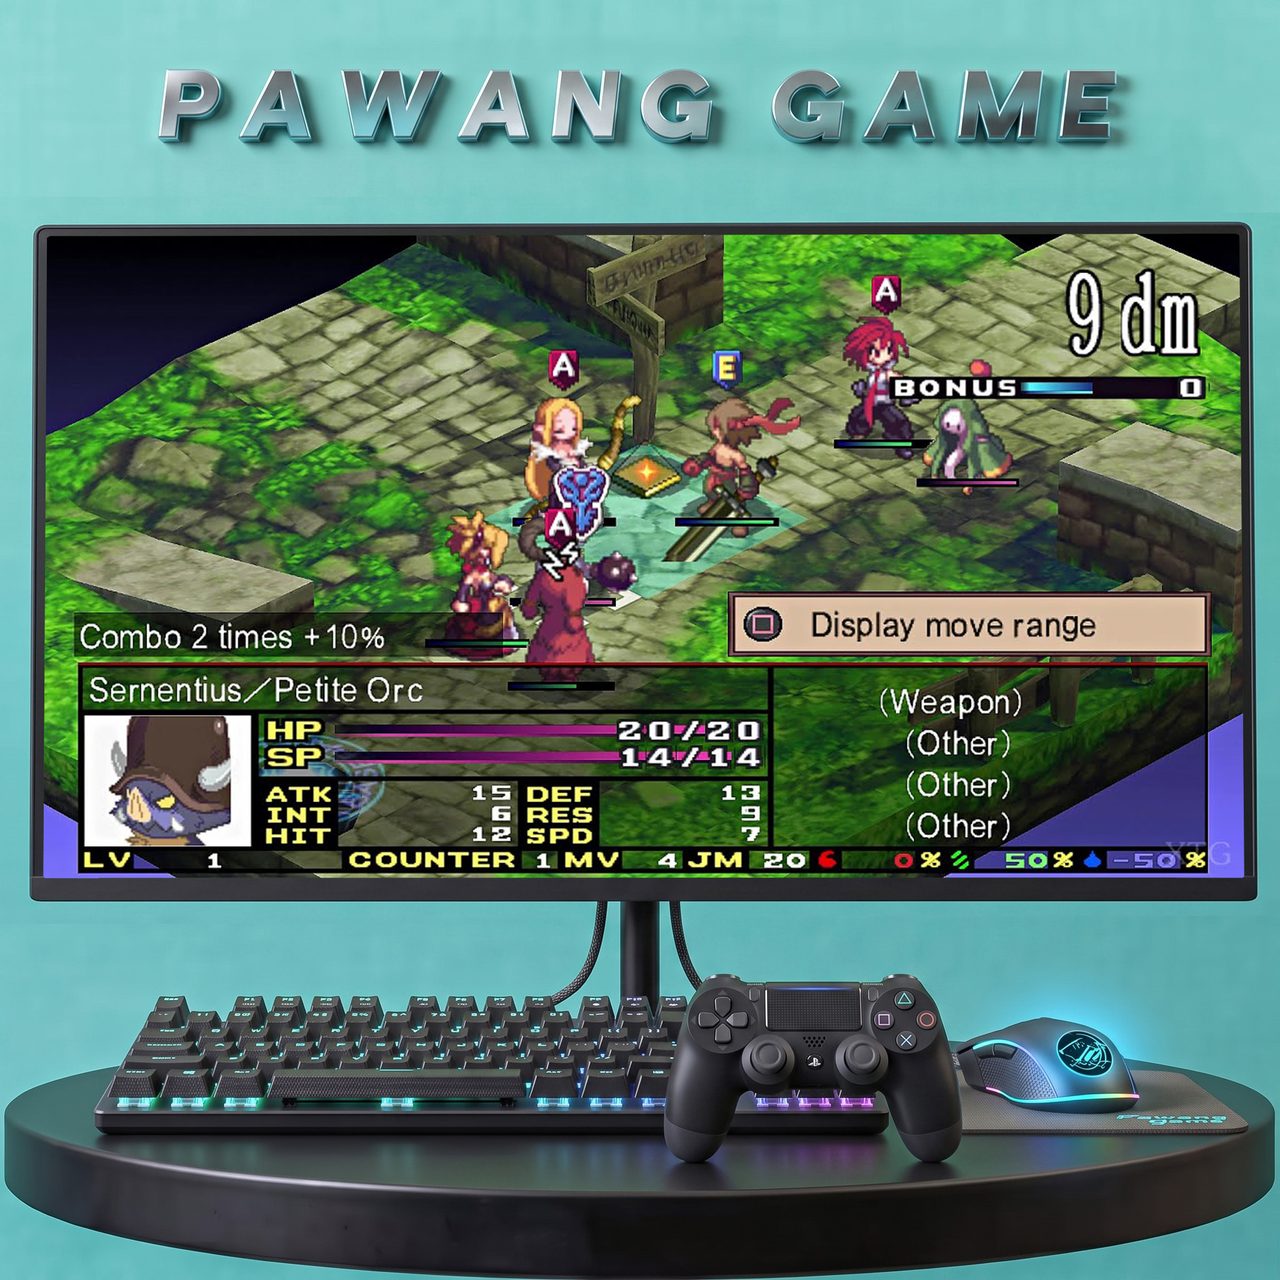 PAWANG GAME
A
9 dm
A
E
BONUS 0
A
Combo 2 times +10%
Display move range
Sernentius／Petite Orc
(Weapon)
HP 20/20
(Other)
SP 14/14
(Other)
ATK 15 DEF 13
INT 6 RES 9
(Other)
HIT 12 SPD 7
LV 1 COUNTER 1 MV 4 JM 20 0% 50% -50%
XTG
Pawang
game